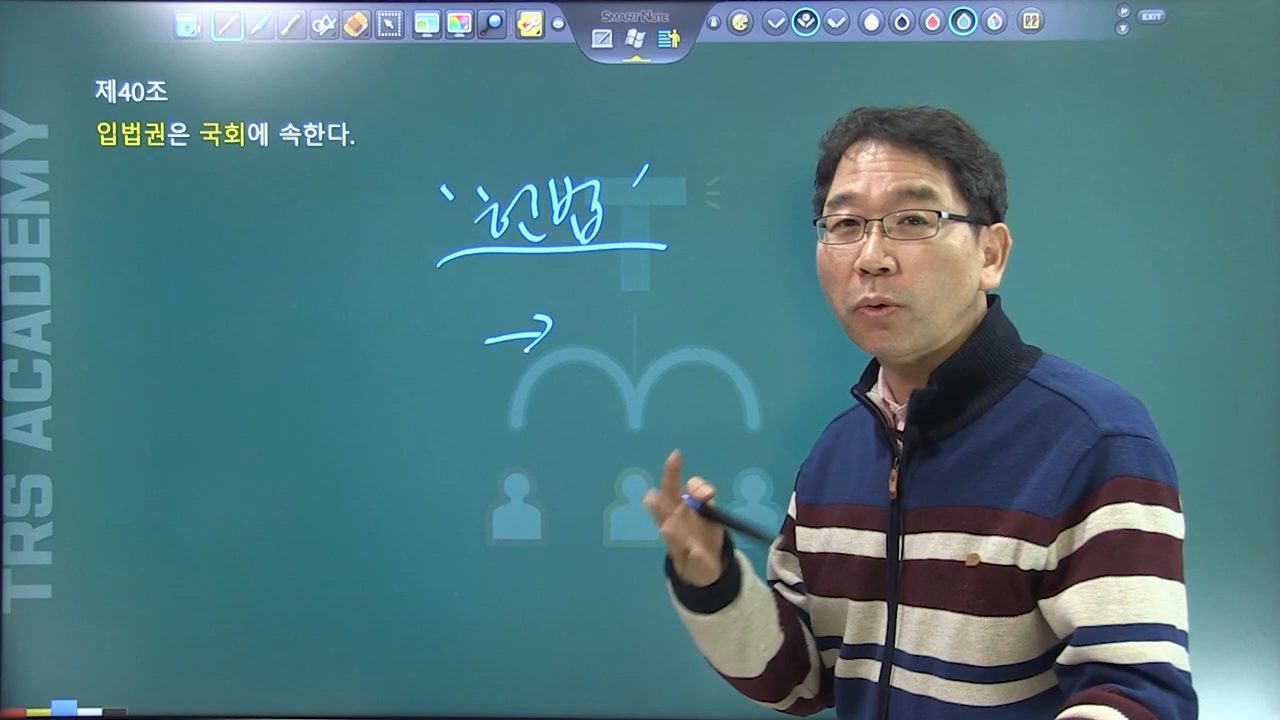 SMART NOTE
EXIT
제40조
입법권은 국회에 속한다.
'헌법'
→
TRS ACADEMY